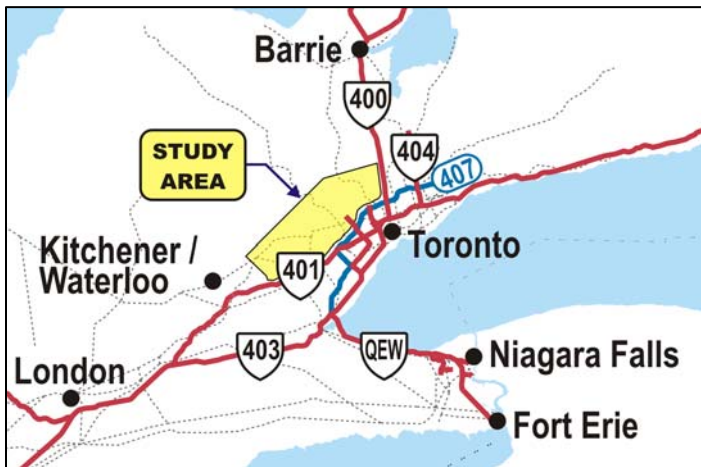 Barrie
400
STUDY
AREA
404
407
Kitchener /
Waterloo
401
Toronto
403
QEW
Niagara Falls
London
Fort Erie